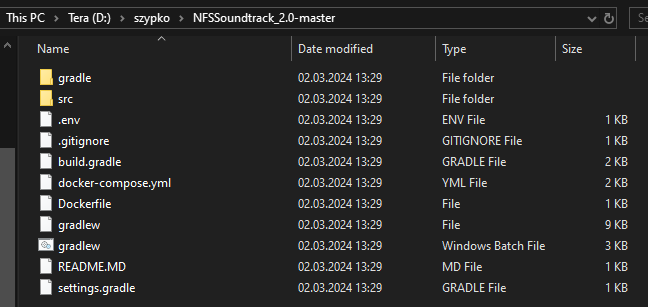 This PC > Tera (D:) > szypko > NFSSoundtrack_2.0-master
Name Date modified Type Size
gradle 02.03.2024 13:29 File folder
src 02.03.2024 13:29 File folder
.env 02.03.2024 13:29 ENV File 1 KB
.gitignore 02.03.2024 13:29 GITIGNORE File 1 KB
build.gradle 02.03.2024 13:29 GRADLE File 2 KB
docker-compose.yml 02.03.2024 13:29 YML File 2 KB
Dockerfile 02.03.2024 13:29 File 1 KB
gradlew 02.03.2024 13:29 File 9 KB
gradlew 02.03.2024 13:29 Windows Batch File 3 KB
README.MD 02.03.2024 13:29 MD File 1 KB
settings.gradle 02.03.2024 13:29 GRADLE File 1 KB